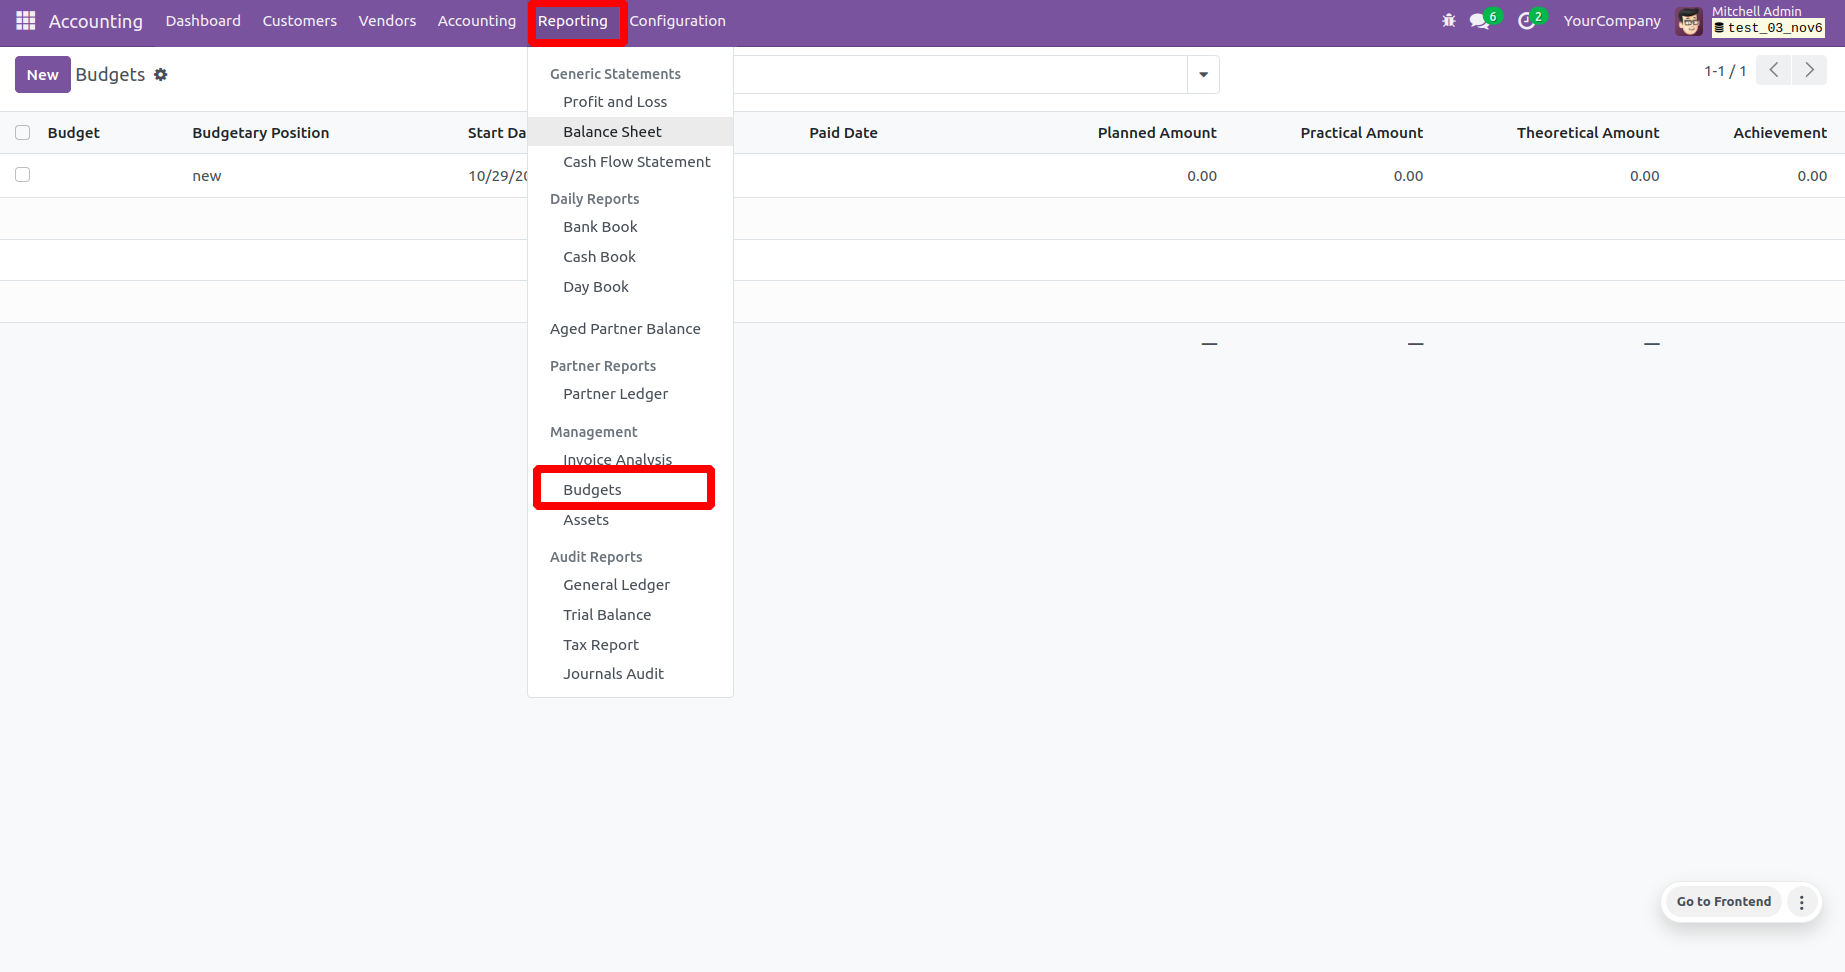 Accounting Dashboard Customers Vendors Accounting Reporting Configuration 6 2 YourCompany Mitchell Admin
test_03_nov6
New Budgets 1-1 / 1
Budget Budgetary Position Start Da Paid Date Planned Amount Practical Amount Theoretical Amount Achievement
new 10/29/20 0.00 0.00 0.00 0.00
— — —
Generic Statements
Profit and Loss
Balance Sheet
Cash Flow Statement
Daily Reports
Bank Book
Cash Book
Day Book
Aged Partner Balance
Partner Reports
Partner Ledger
Management
Invoice Analysis
Budgets
Assets
Audit Reports
General Ledger
Trial Balance
Tax Report
Journals Audit
Go to Frontend